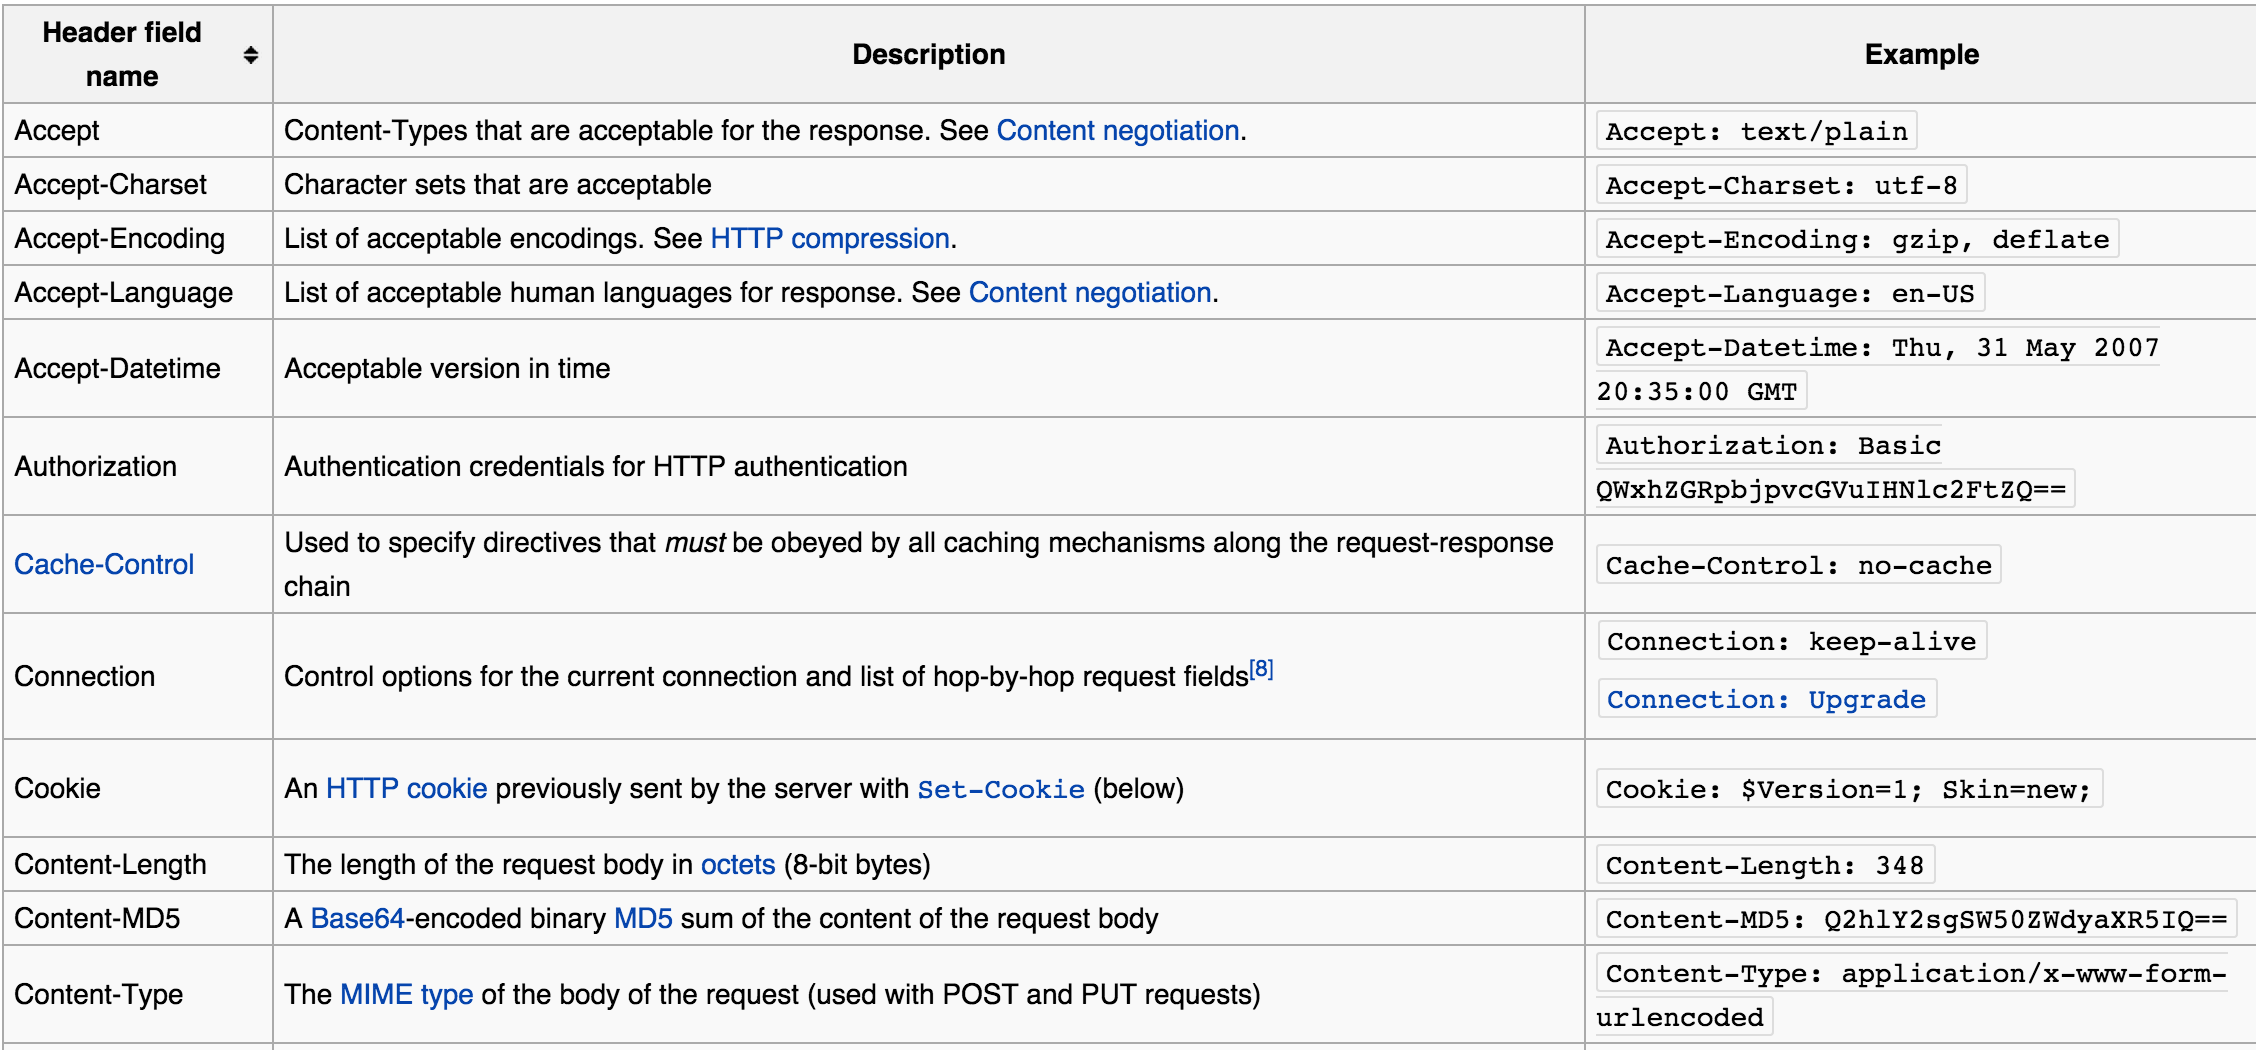 Header field
name
Description
Example
Accept
Content-Types that are acceptable for the response. See Content negotiation.
Accept: text/plain
Accept-Charset
Character sets that are acceptable
Accept-Charset: utf-8
Accept-Encoding
List of acceptable encodings. See HTTP compression.
Accept-Encoding: gzip, deflate
Accept-Language
List of acceptable human languages for response. See Content negotiation.
Accept-Language: en-US
Accept-Datetime
Acceptable version in time
Accept-Datetime: Thu, 31 May 2007
20:35:00 GMT
Authorization
Authentication credentials for HTTP authentication
Authorization: Basic
QWxhZGRpbjpvcGVuIHNlc2FtZQ==
Cache-Control
Used to specify directives that must be obeyed by all caching mechanisms along the request-response
chain
Cache-Control: no-cache
Connection
Control options for the current connection and list of hop-by-hop request fields[8]
Connection: keep-alive
Connection: Upgrade
Cookie
An HTTP cookie previously sent by the server with Set-Cookie (below)
Cookie: $Version=1; Skin=new;
Content-Length
The length of the request body in octets (8-bit bytes)
Content-Length: 348
Content-MD5
A Base64-encoded binary MD5 sum of the content of the request body
Content-MD5: Q2hlY2sgSW50ZWdyaXR5IQ==
Content-Type
The MIME type of the body of the request (used with POST and PUT requests)
Content-Type: application/x-www-form-
urlencoded